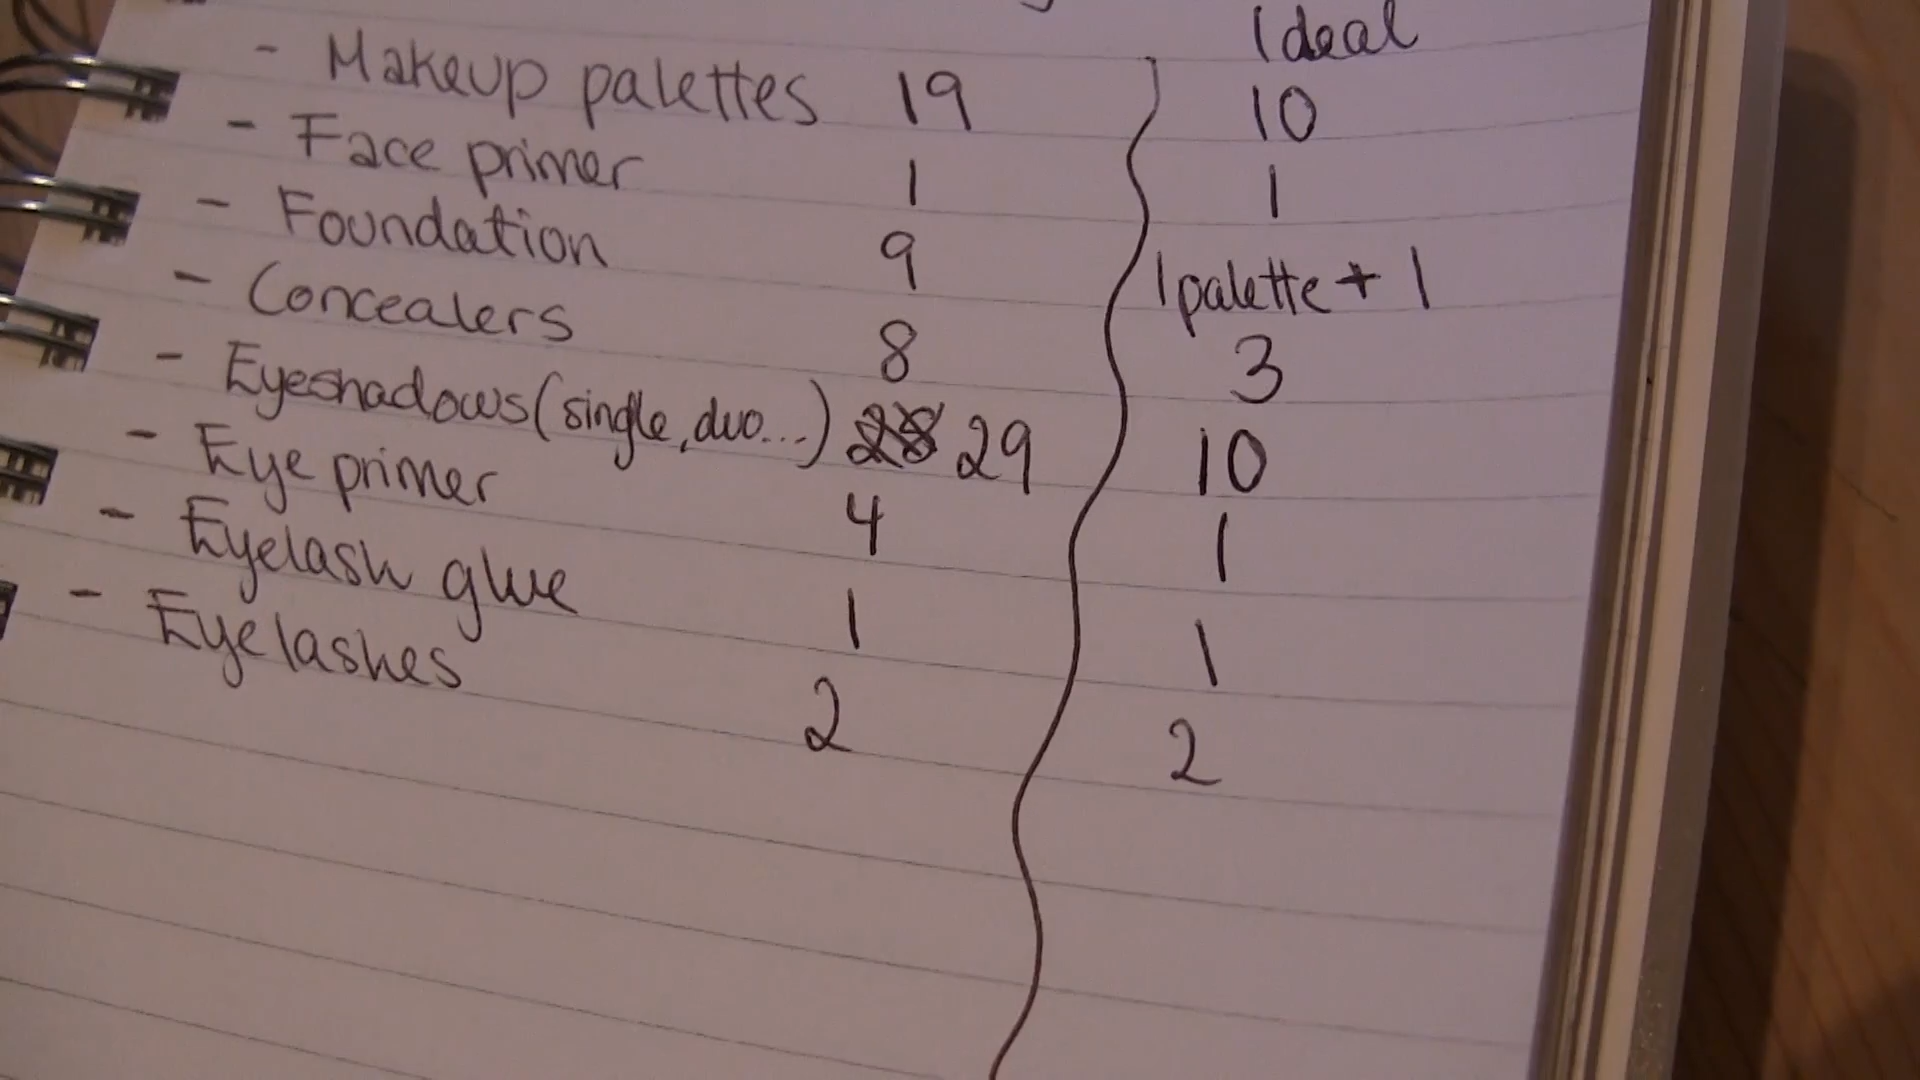 Ideal
- Makeup palettes 19 10
- Face primer 1 1
- Foundation 9 1 palette + 1
- Concealers 8 3
- Eyeshadows (single, duo...) 29 10
- Eye primer 4 1
- Eyelash glue 1 1
- Eyelashes 2 2